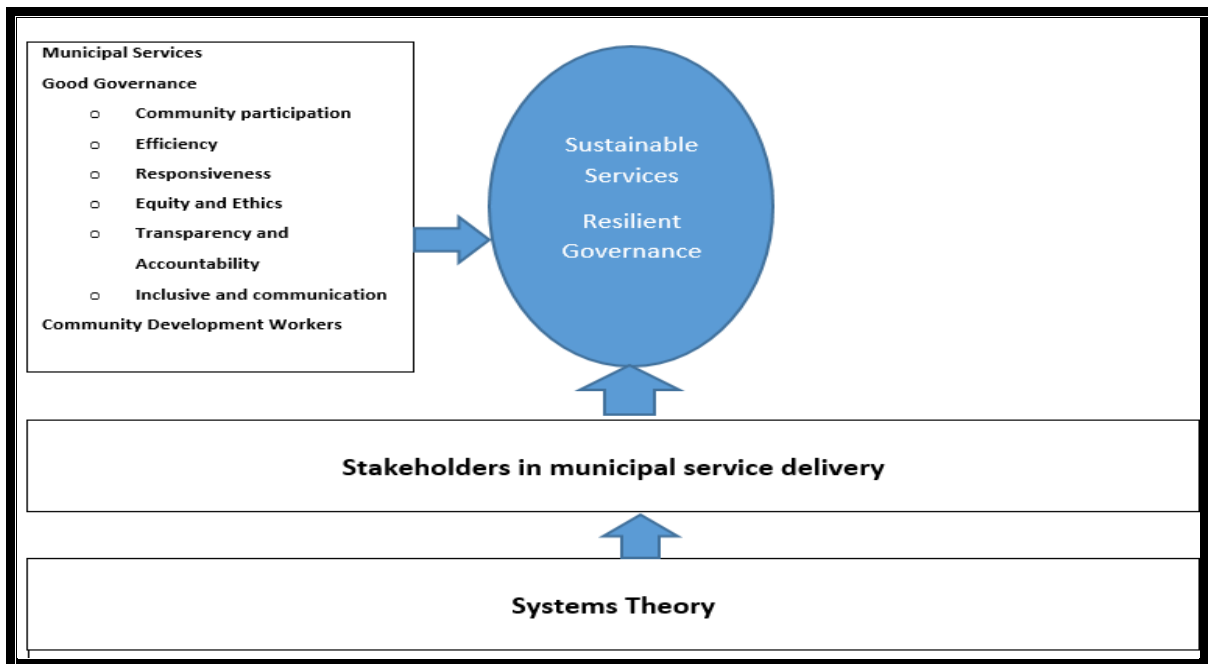 Municipal Services
Good Governance
o Community participation
o Efficiency
o Responsiveness
o Equity and Ethics
o Transparency and
Accountability
o Inclusive and communication
Community Development Workers
Sustainable
Services
Resilient
Governance
Stakeholders in municipal service delivery
Systems Theory